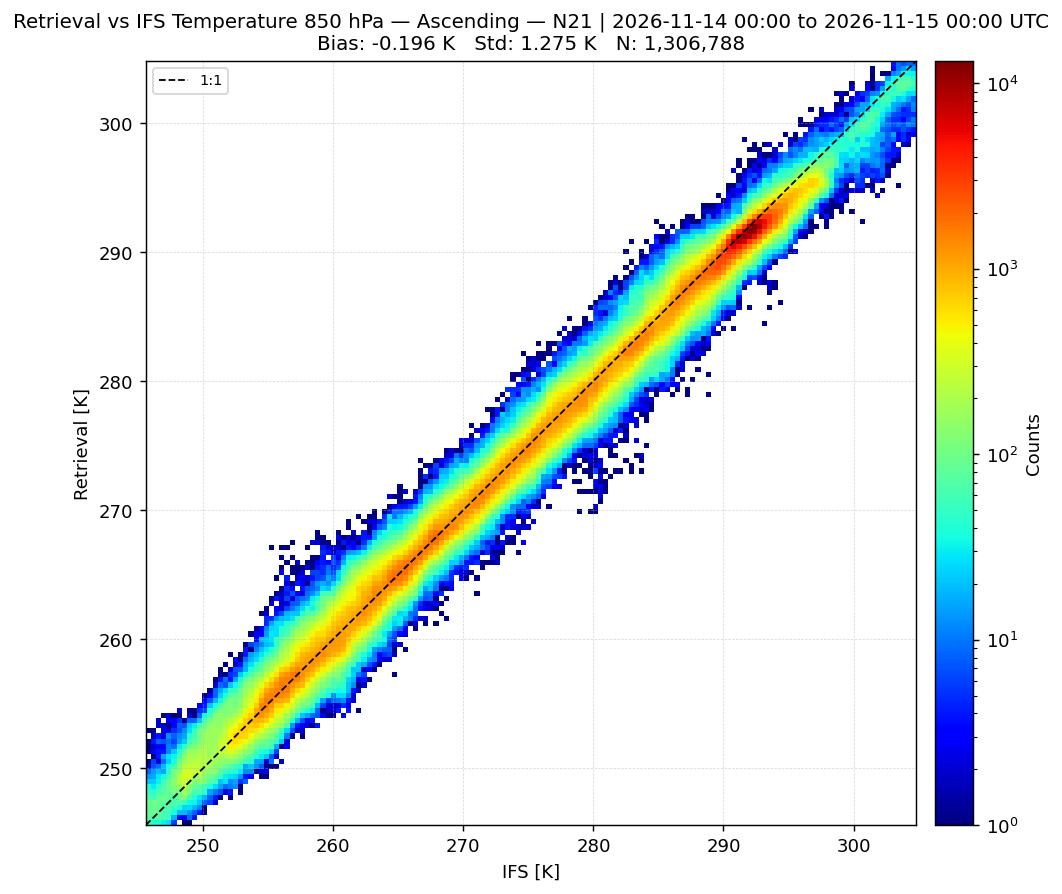 Retrieval vs IFS Temperature 850 hPa — Ascending — N21 | 2026-11-14 00:00 to 2026-11-15 00:00 UTC
Bias: -0.196 K   Std: 1.275 K   N: 1,306,788
1:1
300
290
280
270
260
250
Retrieval [K]
250 260 270 280 290 300
IFS [K]
10⁴
10³
10²
10¹
10⁰
Counts